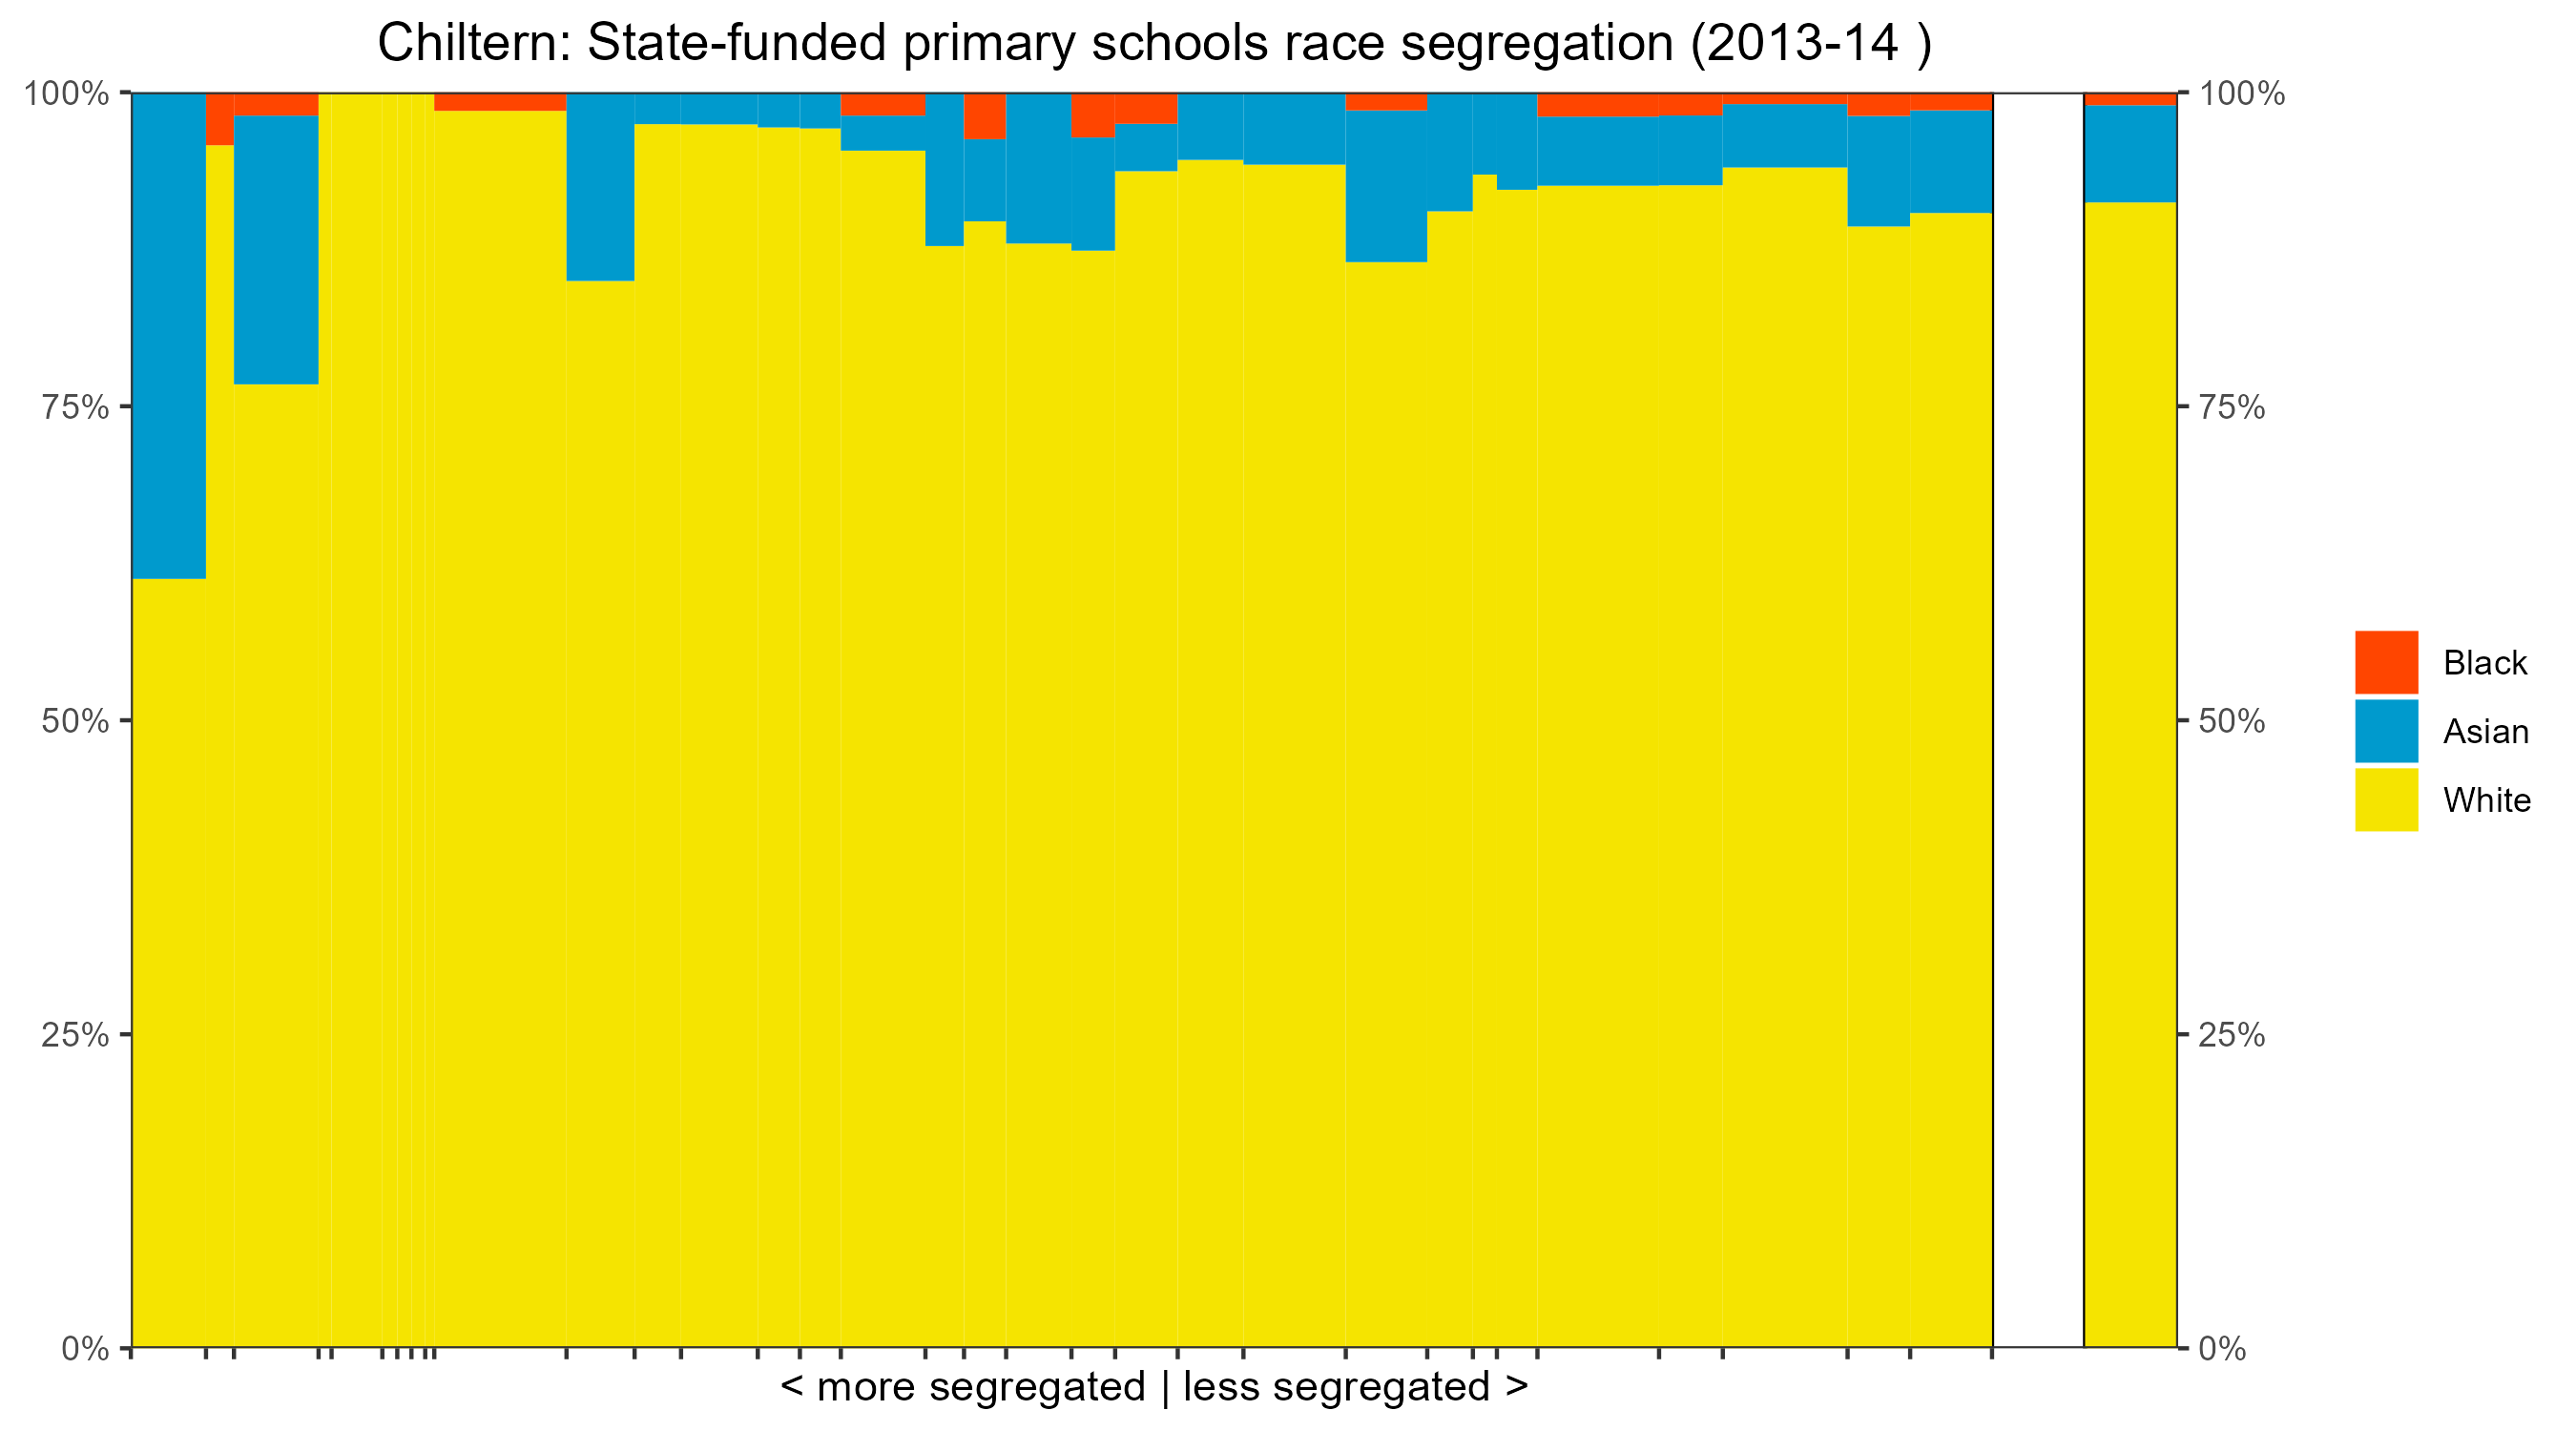 Chiltern: State-funded primary schools race segregation (2013-14 )
100%
75%
50%
25%
0%
100%
75%
50%
25%
0%
Black
Asian
White
< more segregated | less segregated >